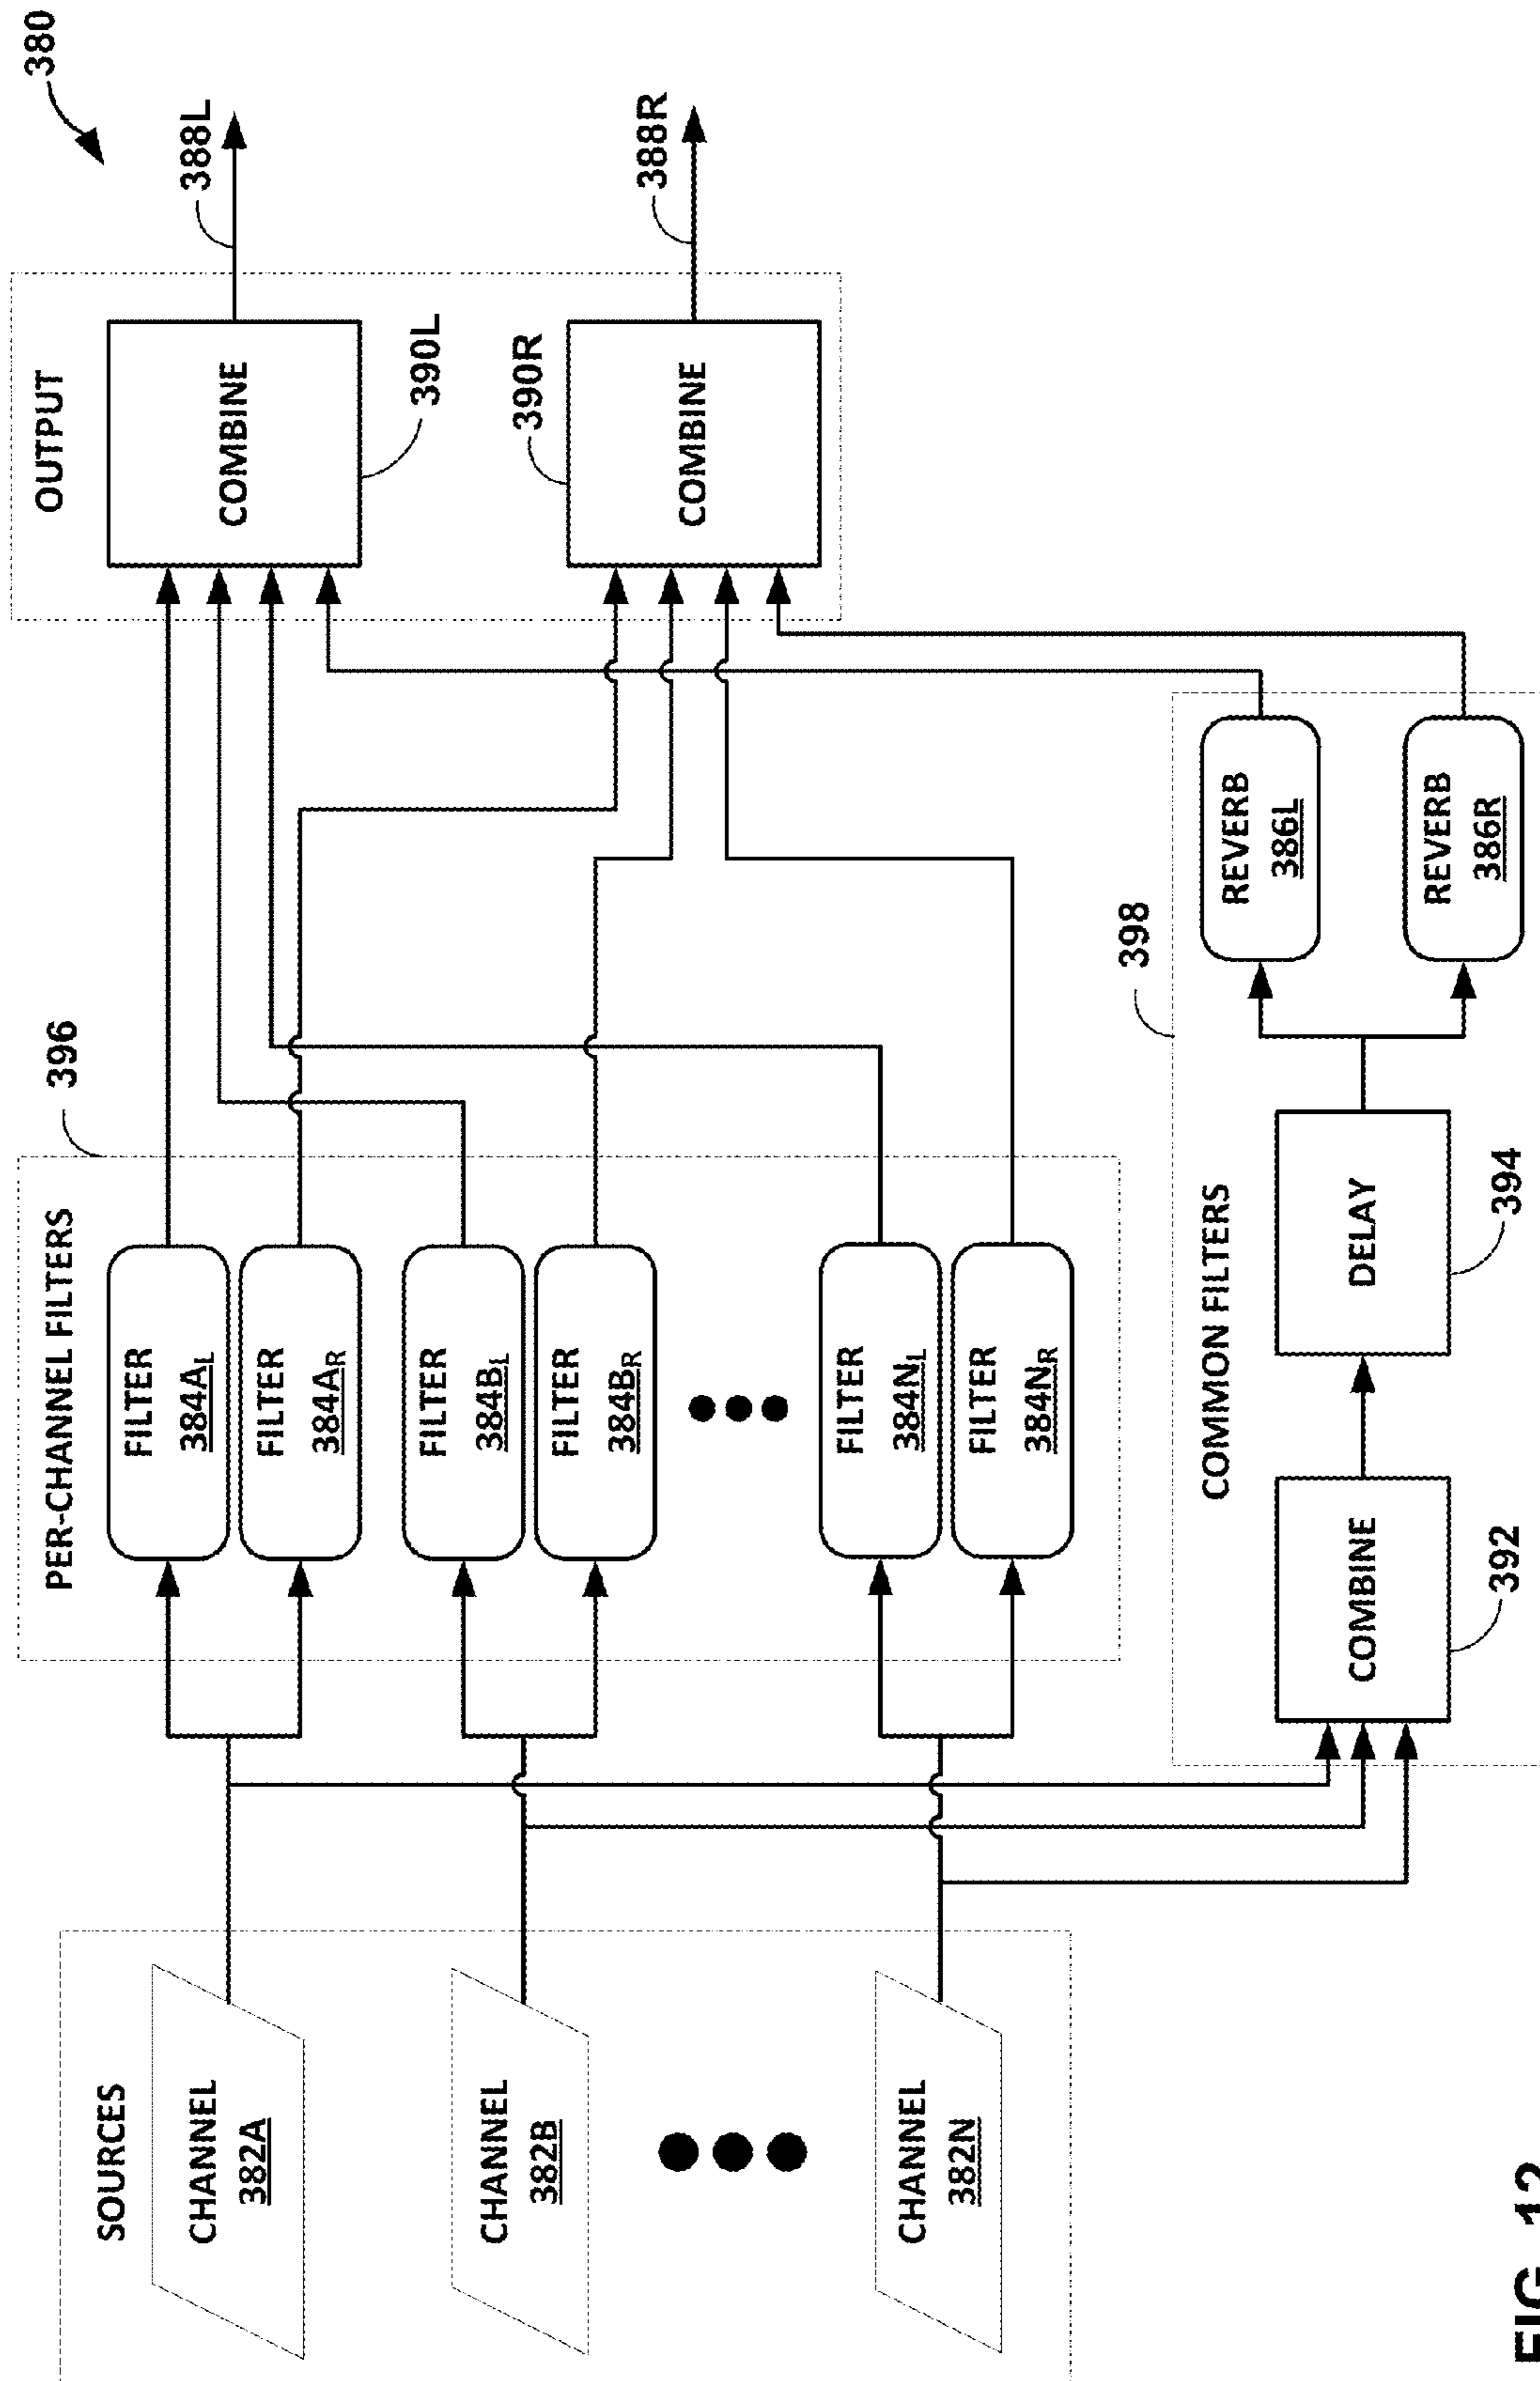 380
SOURCES
CHANNEL
382A
CHANNEL
382B
CHANNEL
382N
PER-CHANNEL FILTERS
396
FILTER
384AL
FILTER
384AR
FILTER
384BL
FILTER
384BR
FILTER
384NL
FILTER
384NR
OUTPUT
COMBINE
390L
388L
COMBINE
390R
388R
COMMON FILTERS
398
COMBINE
392
DELAY
394
REVERB
386L
REVERB
386R